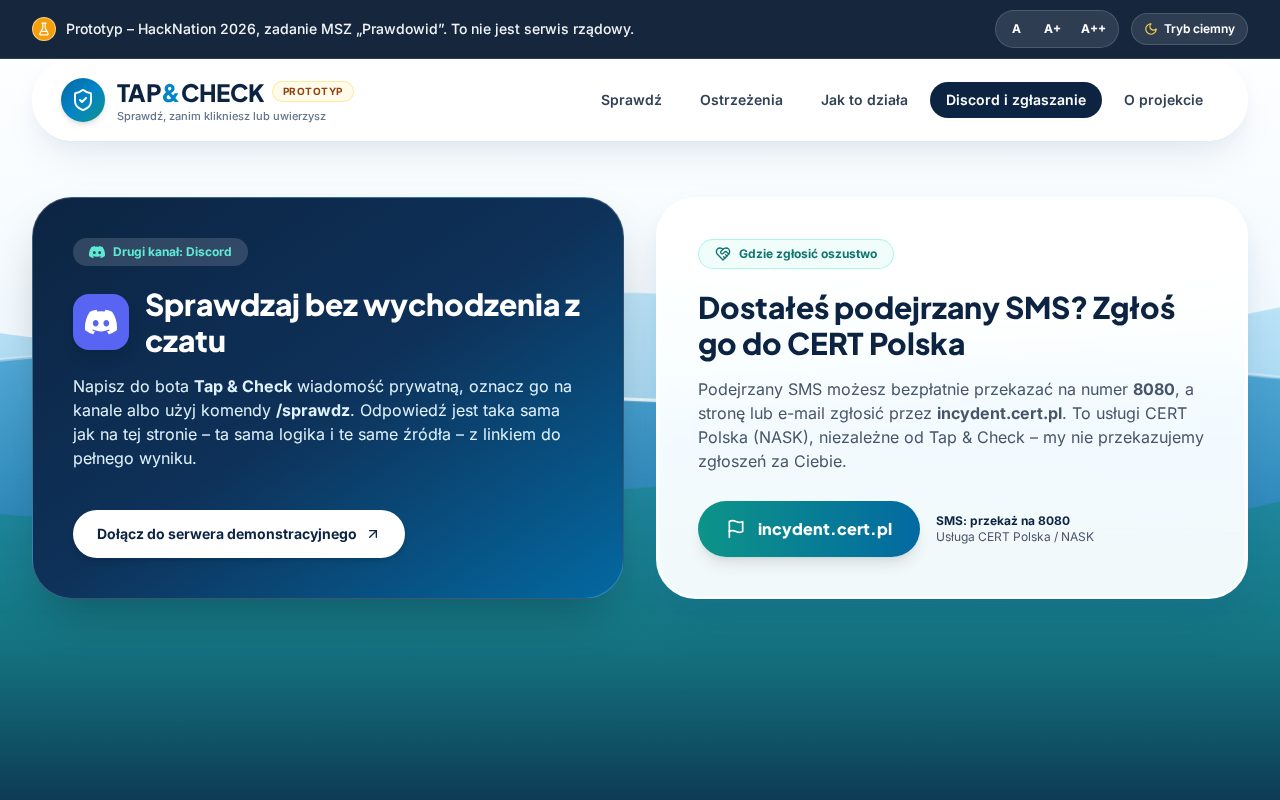 Prototyp – HackNation 2026, zadanie MSZ „Prawdowid”. To nie jest serwis rządowy.
A A+ A++
Tryb ciemny
TAP&CHECK
PROTOTYP
Sprawdź, zanim klikniesz lub uwierzysz
Sprawdź
Ostrzeżenia
Jak to działa
Discord i zgłaszanie
O projekcie
Drugi kanał: Discord
Sprawdzaj bez wychodzenia z
czatu
Napisz do bota Tap & Check wiadomość prywatną, oznacz go na
kanale albo użyj komendy /sprawdz. Odpowiedź jest taka sama
jak na tej stronie – ta sama logika i te same źródła – z linkiem do
pełnego wyniku.
Dołącz do serwera demonstracyjnego
Gdzie zgłosić oszustwo
Dostałeś podejrzany SMS? Zgłoś
go do CERT Polska
Podejrzany SMS możesz bezpłatnie przekazać na numer 8080, a
stronę lub e-mail zgłosić przez incydent.cert.pl. To usługi CERT
Polska (NASK), niezależne od Tap & Check – my nie przekazujemy
zgłoszeń za Ciebie.
incydent.cert.pl
SMS: przekaż na 8080
Usługa CERT Polska / NASK